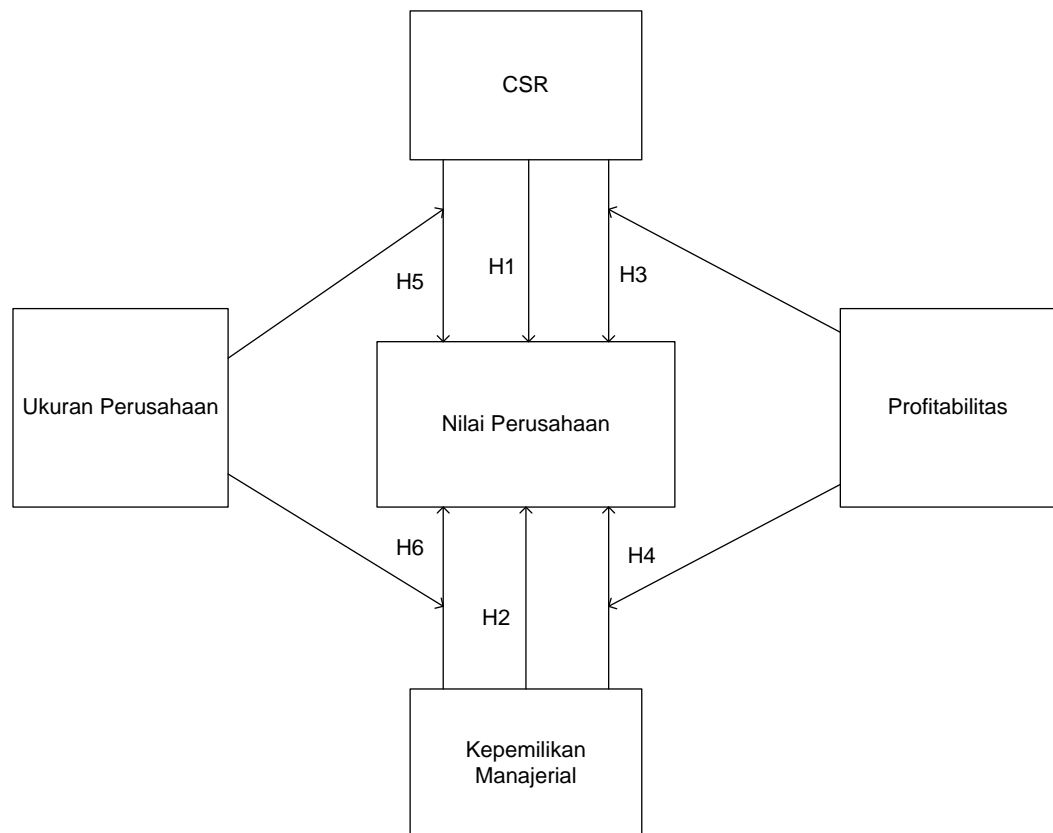 CSR
H5
H1
H3
Ukuran Perusahaan
Nilai Perusahaan
Profitabilitas
H6
H4
H2
Kepemilikan
Manajerial